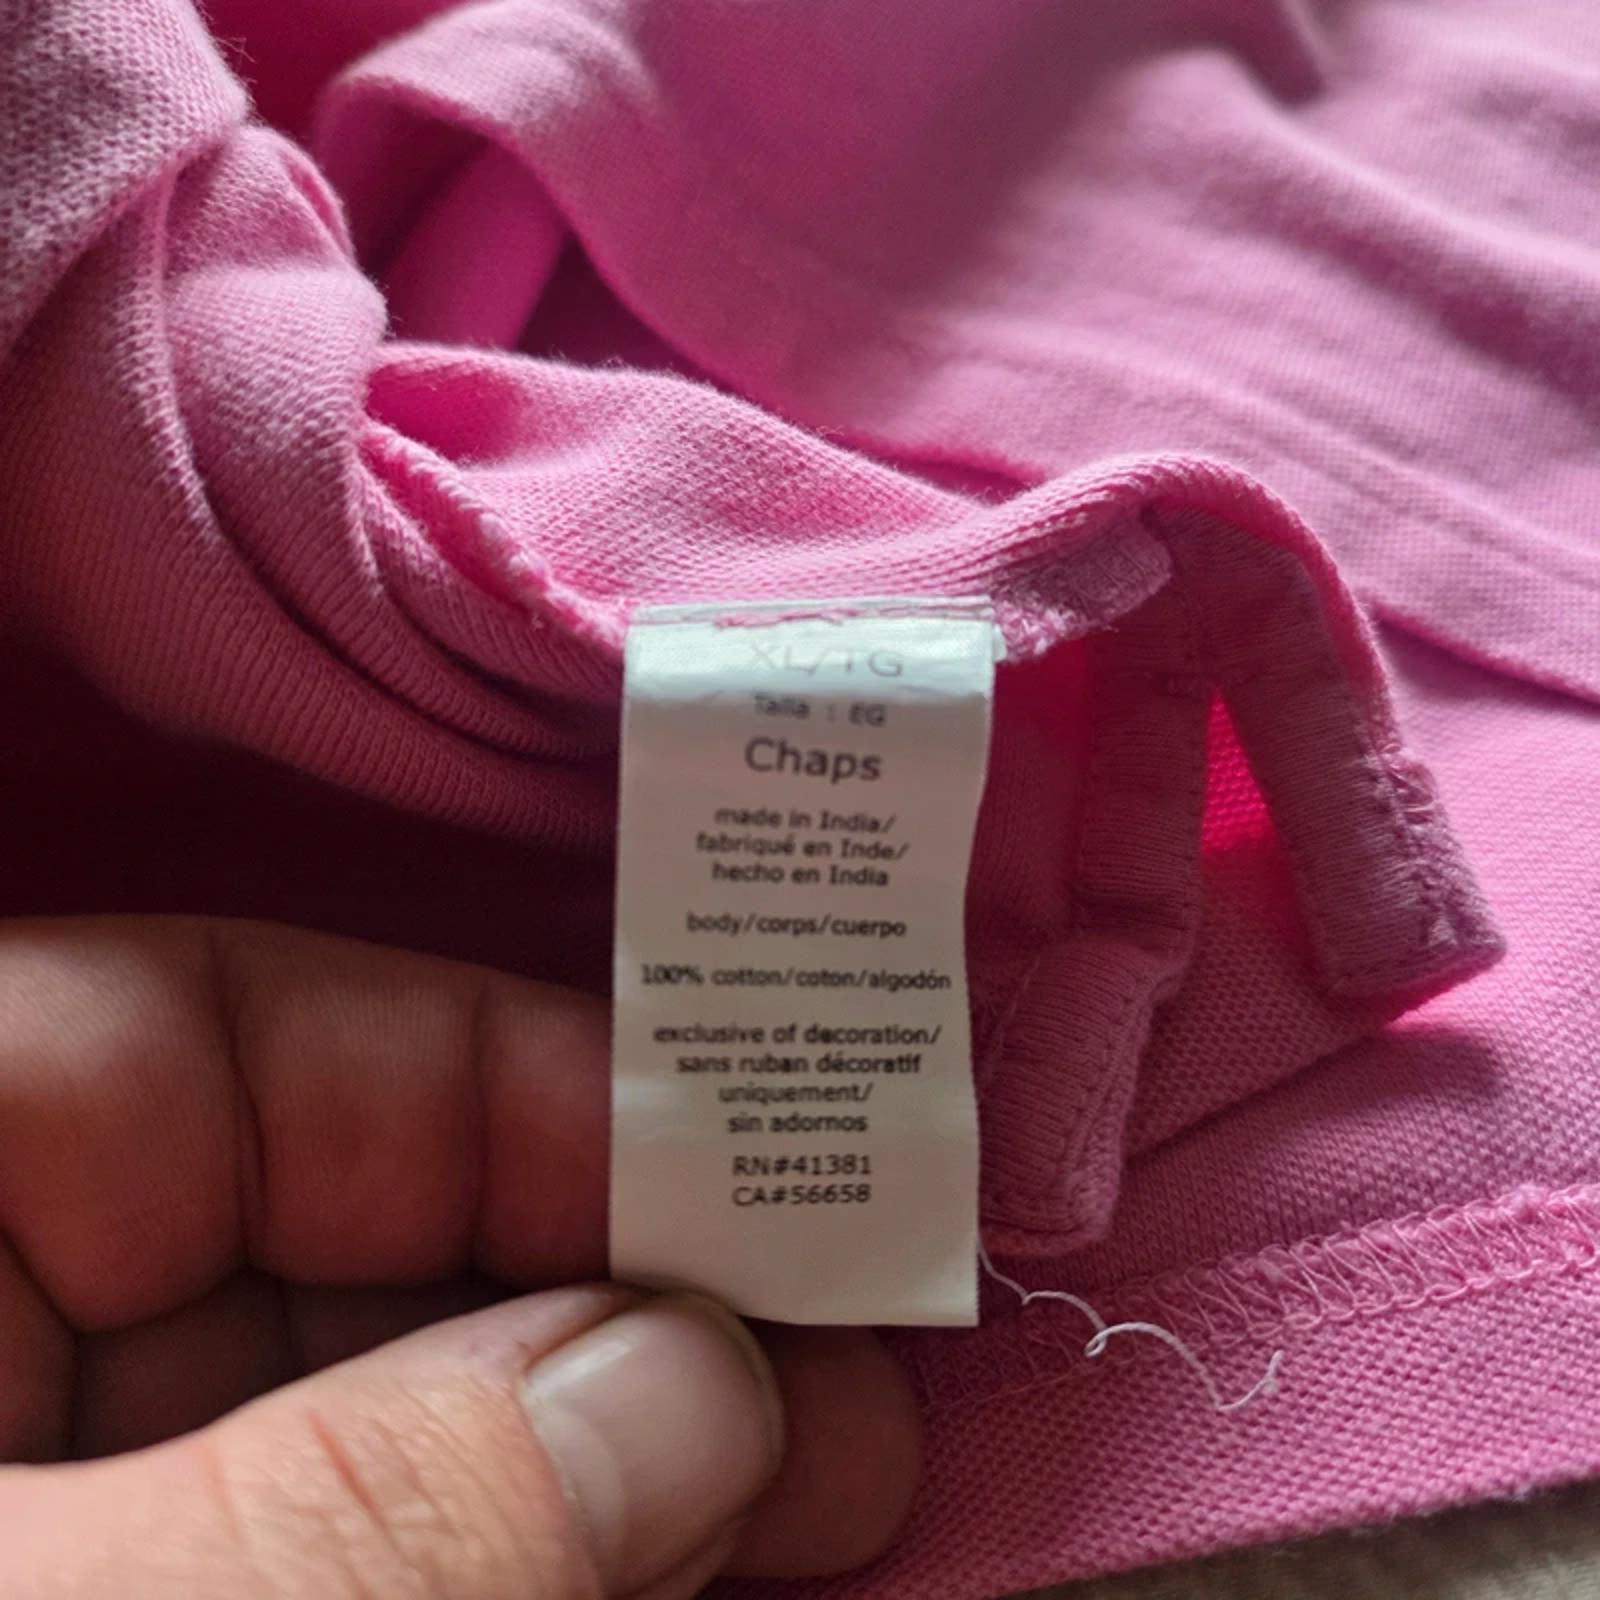 XL/TG
Talla : EG
Chaps
made in India/
fabriqué en Inde/
hecho en India
body/corps/cuerpo
100% cotton/coton/algodón
exclusive of decoration/
sans ruban décoratif
uniquement/
sin adornos
RN#41381
CA#56658